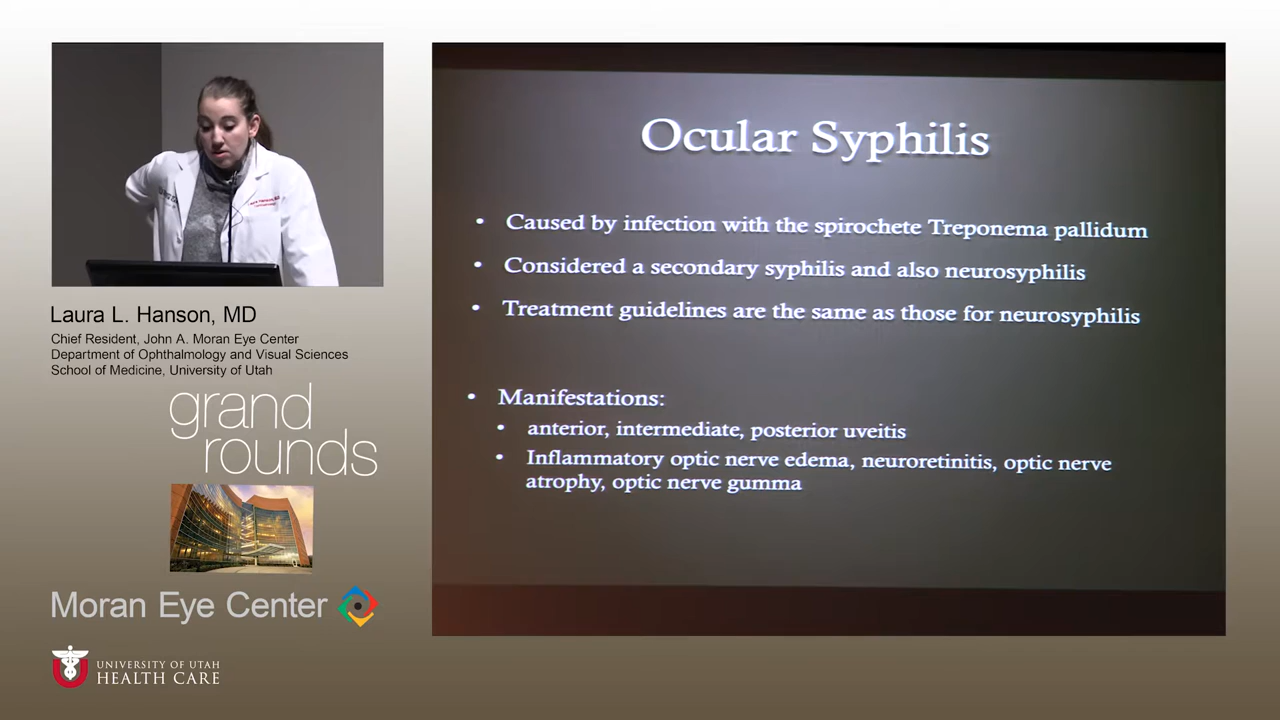 Ocular Syphilis
• Caused by infection with the spirochete Treponema pallidum
• Considered a secondary syphilis and also neurosyphilis
• Treatment guidelines are the same as those for neurosyphilis
• Manifestations:
• anterior, intermediate, posterior uveitis
• Inflammatory optic nerve edema, neuroretinitis, optic nerve
atrophy, optic nerve gumma
Laura L. Hanson, MD
Chief Resident, John A. Moran Eye Center
Department of Ophthalmology and Visual Sciences
School of Medicine, University of Utah
grand
rounds
Moran Eye Center
UNIVERSITY OF UTAH
HEALTH CARE